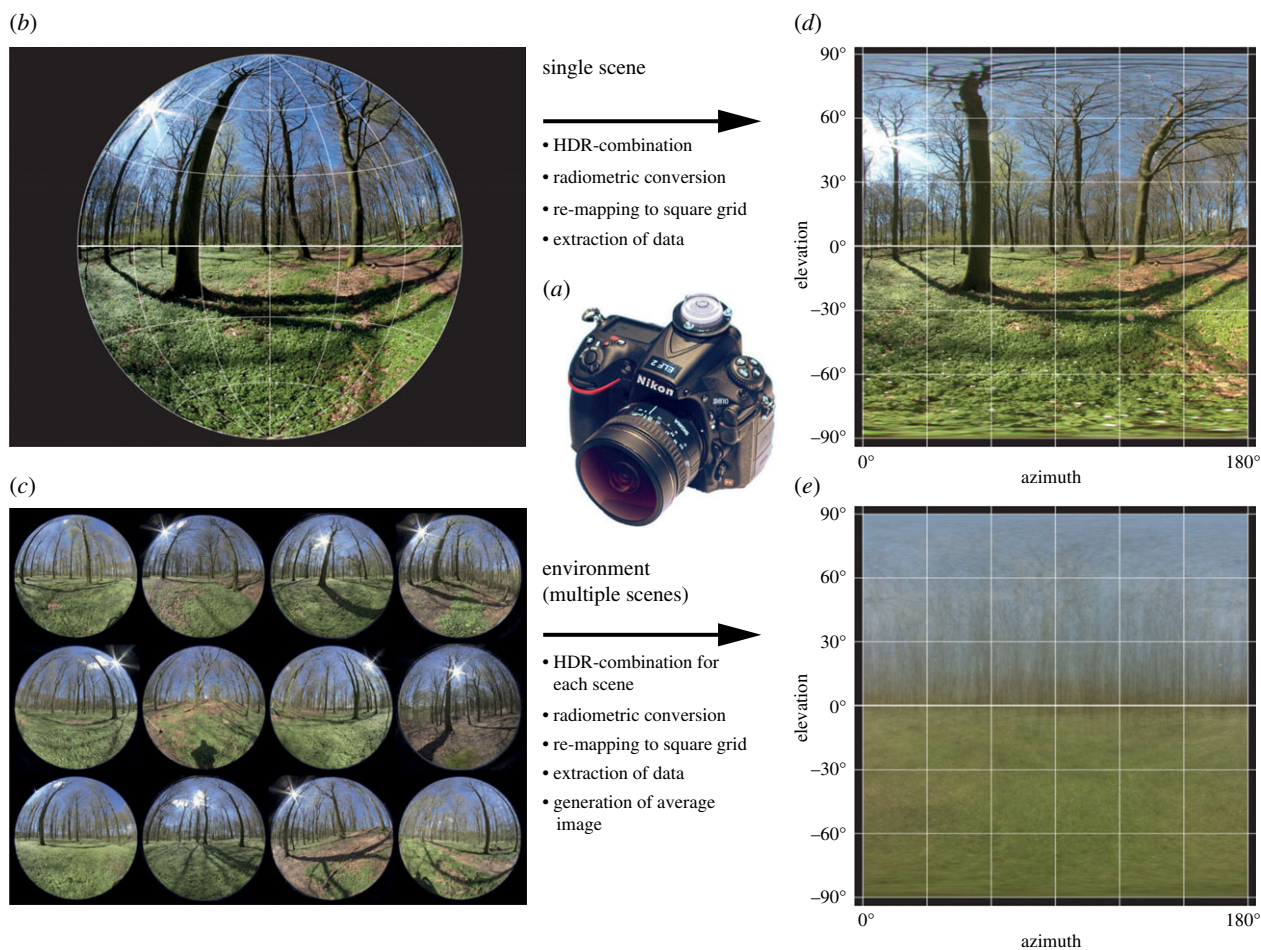 (b)
single scene
• HDR-combination
• radiometric conversion
• re-mapping to square grid
• extraction of data
(a)
ELF 2
Nikon
(d)
90°
60°
30°
0°
–30°
–60°
–90°
elevation
0°
180°
azimuth
(c)
environment
(multiple scenes)
• HDR-combination for
each scene
• radiometric conversion
• re-mapping to square grid
• extraction of data
• generation of average
image
(e)
90°
60°
30°
0°
–30°
–60°
–90°
elevation
0°
180°
azimuth